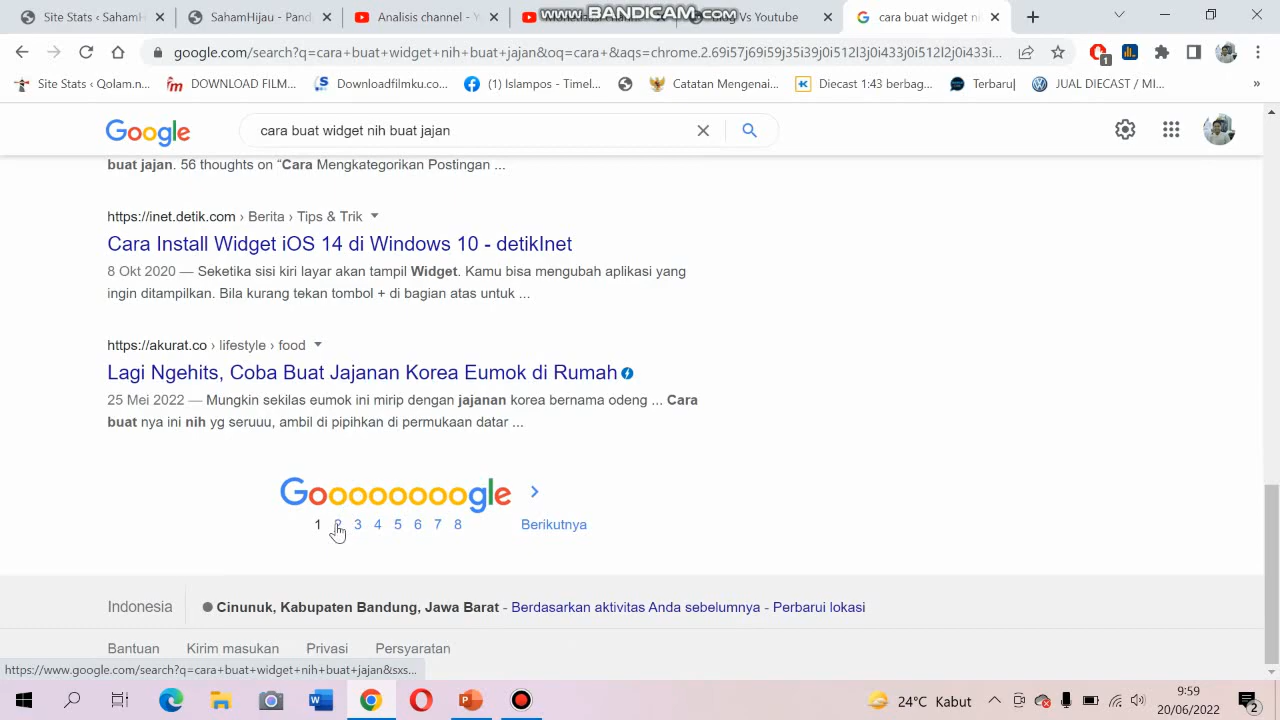 SahamH
SahamHijau - Pand
Analisis channel - Y
www.BANDICAM.com
Vs Youtube
cara buat widget ni
google.com/search?q=cara+buat+widget+nih+buat+jajan&oq=cara+&aqs=chrome.2.69i57j69i59j35i39j0i512l3j0i433j0i512l2j0i433...
1
Site Stats ‹ Qolam.n...
DOWNLOAD FILM...
Downloadfilmku.co...
(1) Islampos - Timel...
Catatan Mengenai...
Diecast 1:43 berbag...
Terbaru|
JUAL DIECAST / MI...
»
Google
cara buat widget nih buat jajan
buat jajan. 56 thoughts on “Cara Mengkategorikan Postingan ...
https://inet.detik.com › Berita › Tips & Trik
Cara Install Widget iOS 14 di Windows 10 - detikInet
8 Okt 2020 — Seketika sisi kiri layar akan tampil Widget. Kamu bisa mengubah aplikasi yang
ingin ditampilkan. Bila kurang tekan tombol + di bagian atas untuk ...
https://akurat.co › lifestyle › food
Lagi Ngehits, Coba Buat Jajanan Korea Eumok di Rumah
25 Mei 2022 — Mungkin sekilas eumok ini mirip dengan jajanan korea bernama odeng ... Cara
buat nya ini nih yg seruuu, ambil di pipihkan di permukaan datar ...
Goooooooogle
1 2 3 4 5 6 7 8 Berikutnya
Indonesia
Cinunuk, Kabupaten Bandung, Jawa Barat - Berdasarkan aktivitas Anda sebelumnya - Perbarui lokasi
Bantuan Kirim masukan Privasi Persyaratan
https://www.google.com/search?q=cara+buat+widget+nih+buat+jajan&sxs...
24°C Kabut
9:59
20/06/2022
2